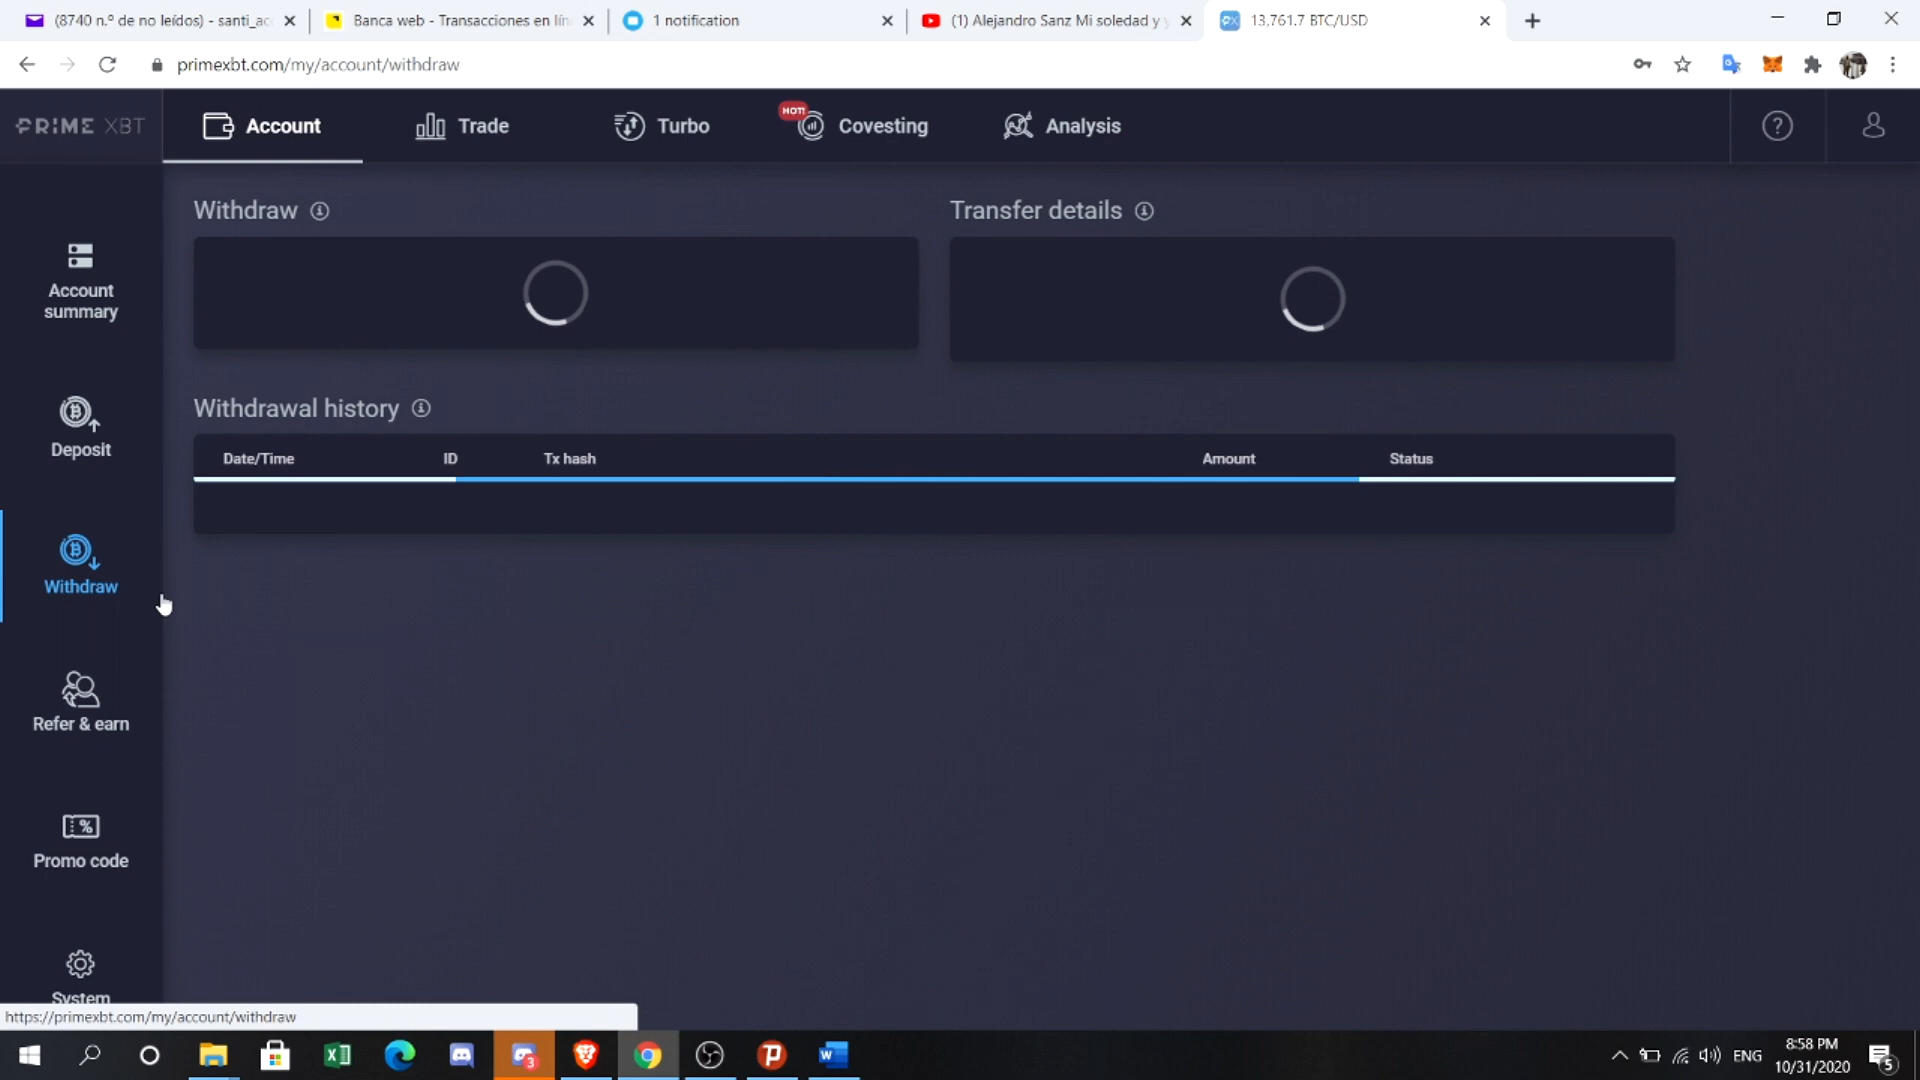 (8740 n.º de no leídos) - santi_ac
Banca web - Transacciones en lín
1 notification
(1) Alejandro Sanz Mi soledad y y
13,761.7 BTC/USD
primexbt.com/my/account/withdraw
PRIME XBT
Account
Trade
Turbo
HOT!
Covesting
Analysis
Withdraw
Transfer details
Account
summary
Withdrawal history
Date/Time
ID
Tx hash
Amount
Status
Deposit
Withdraw
Refer & earn
Promo code
System
https://primexbt.com/my/account/withdraw
3
ENG
8:58 PM
10/31/2020
5